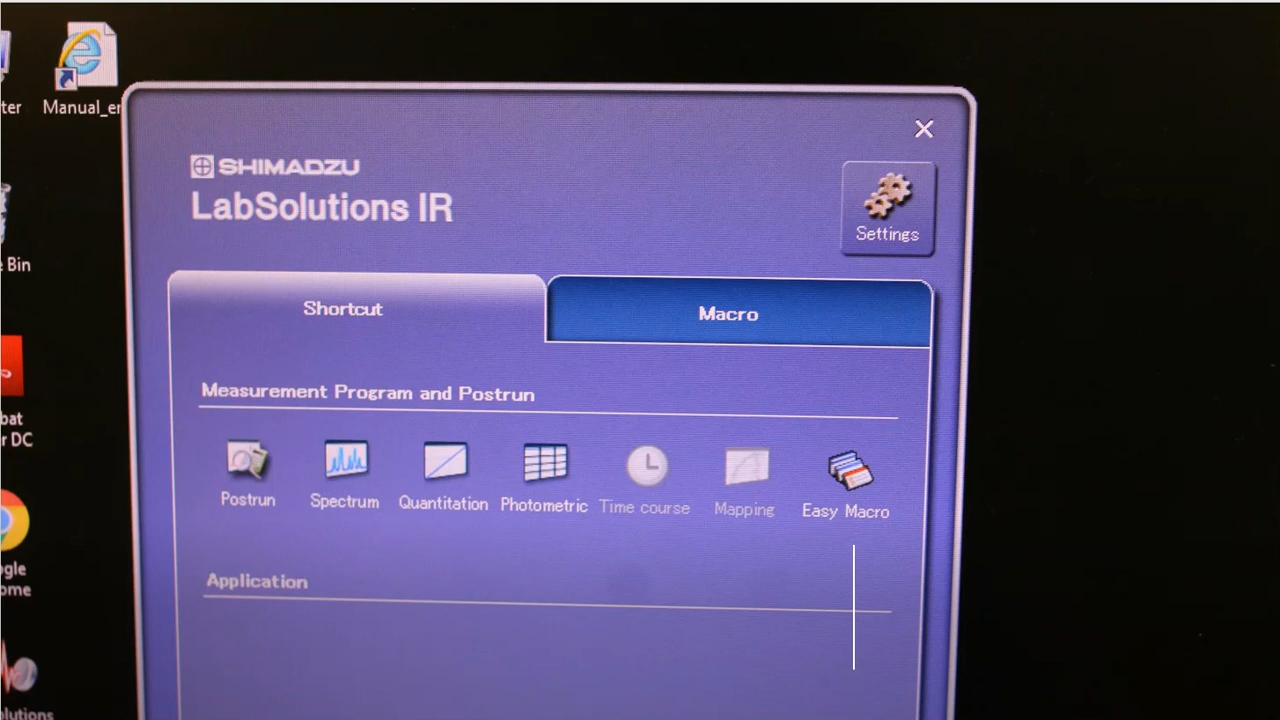 Manual_en
ter
SHIMADZU
LabSolutions IR
Settings
Bin
Shortcut
Macro
Measurement Program and Postrun
Postrun
Spectrum
Quantitation
Photometric
Time course
Mapping
Easy Macro
bat
r DC
gle
ome
Application
lutions